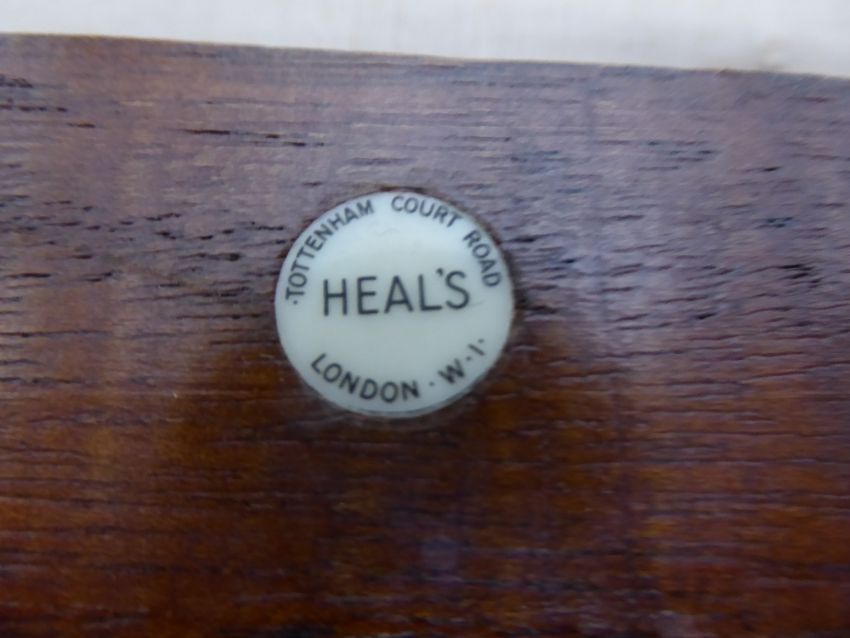 ·TOTTENHAM COURT ROAD
HEAL'S
LONDON · W·1·